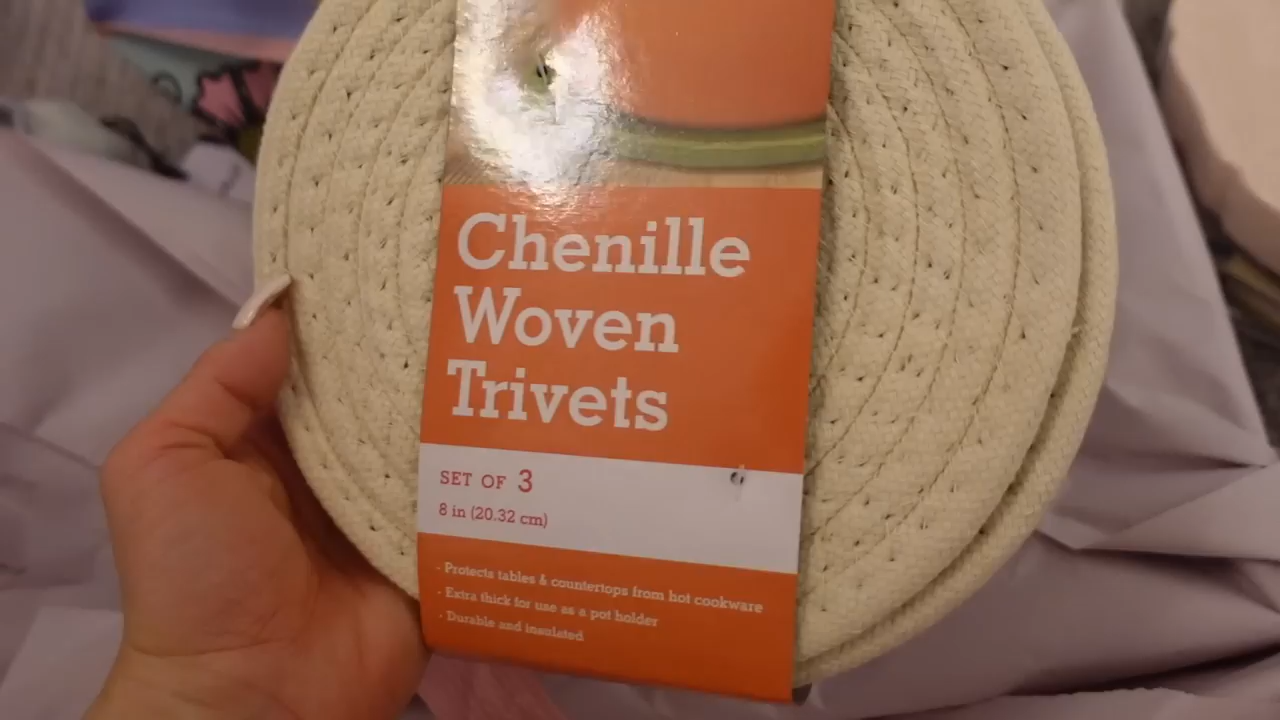 Chenille
Woven
Trivets
SET OF 3
8 in (20.32 cm)
· Protects tables & countertops from hot cookware
· Extra thick for use as a pot holder
· Durable and insulated